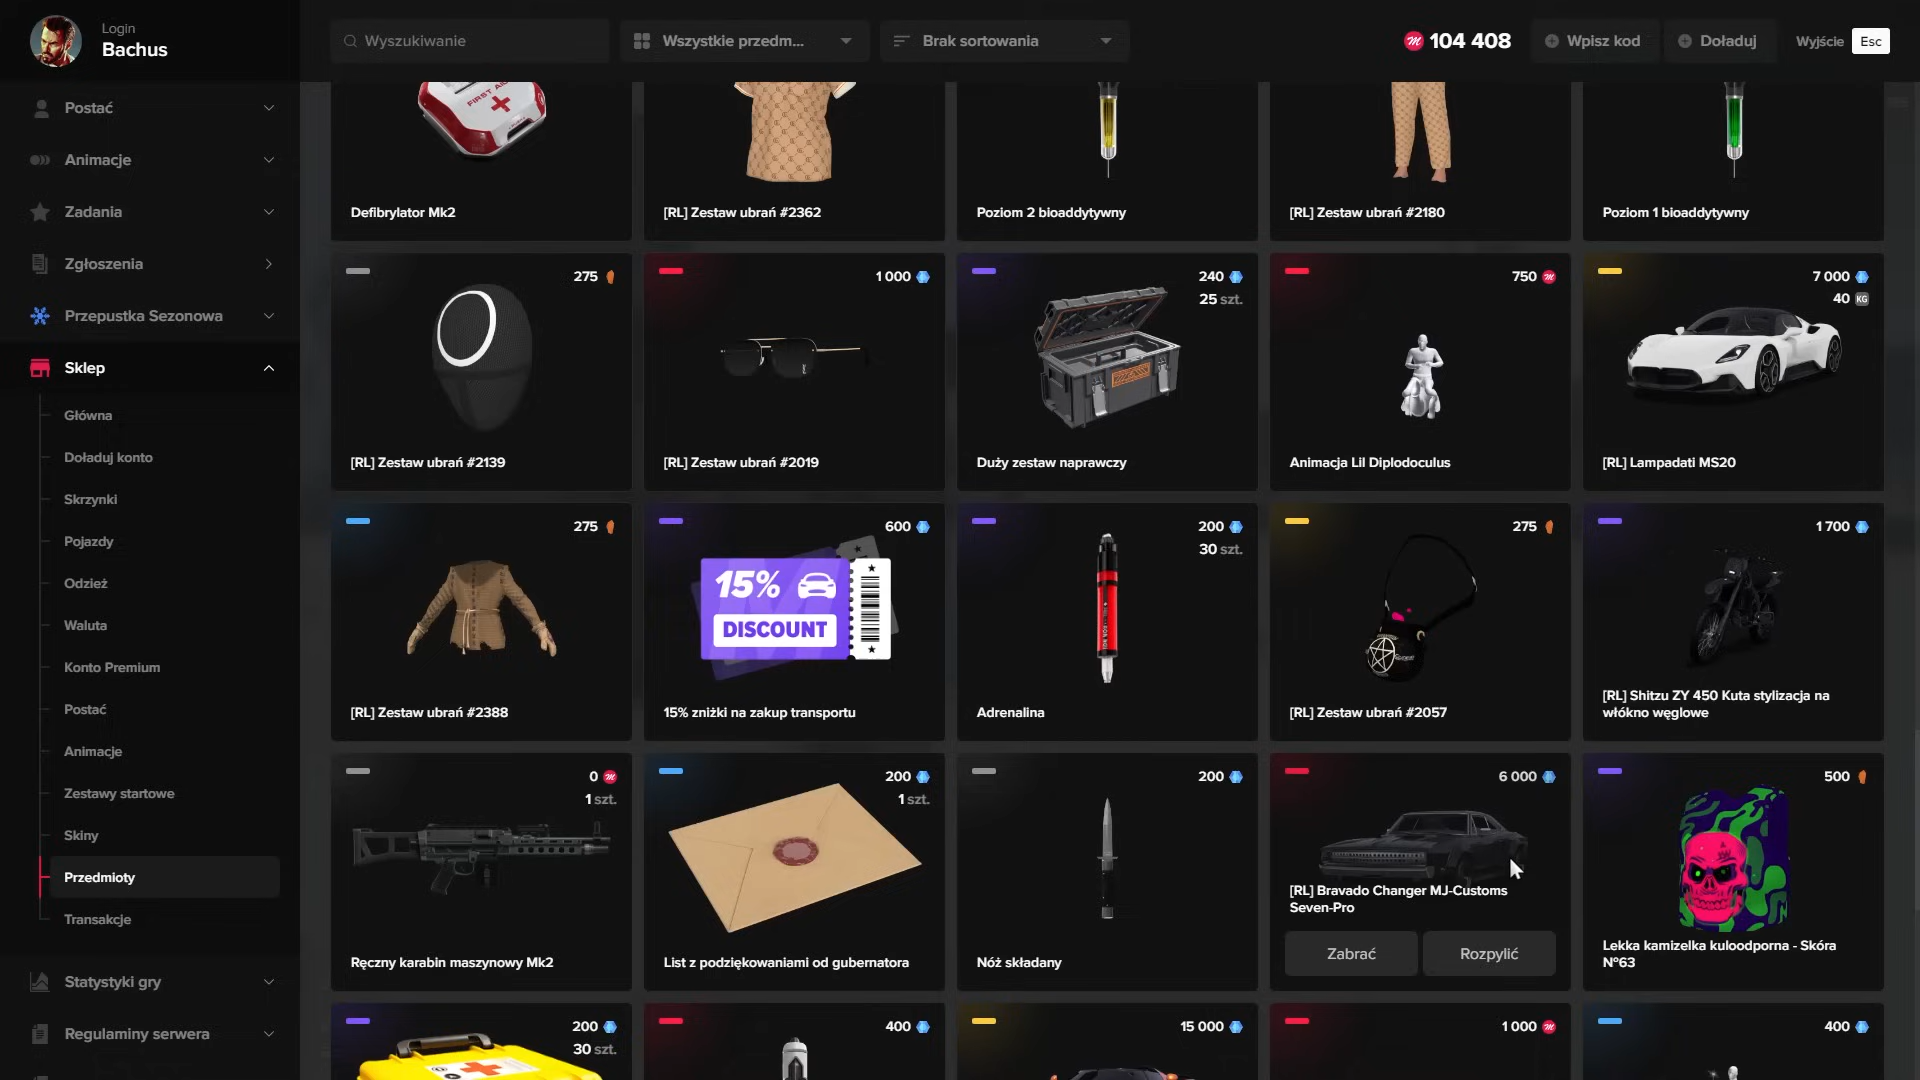 Login
Bachus
Wyszukiwanie
Wszystkie przedm...
Brak sortowania
104 408
Wpisz kod
Doładuj
Wyjście
Esc
Postać
Animacje
Zadania
Zgłoszenia
Przepustka Sezonowa
Sklep
Główna
Doładuj konto
Skrzynki
Pojazdy
Odzież
Waluta
Konto Premium
Postać
Animacje
Zestawy startowe
Skiny
Przedmioty
Transakcje
Statystyki gry
Regulaminy serwera
FIRST AID
Defibrylator Mk2
[RL] Zestaw ubrań #2362
Poziom 2 bioaddytywny
[RL] Zestaw ubrań #2180
Poziom 1 bioaddytywny
275
[RL] Zestaw ubrań #2139
1 000
[RL] Zestaw ubrań #2019
240
25 szt.
Duży zestaw naprawczy
750
Animacja Lil Diplodoculus
7 000
40 KG
[RL] Lampadati MS20
275
[RL] Zestaw ubrań #2388
600
15%
DISCOUNT
15% zniżki na zakup transportu
200
30 szt.
Adrenalina
275
[RL] Zestaw ubrań #2057
1 700
[RL] Shitzu ZY 450 Kuta stylizacja na
włókno węglowe
0
1 szt.
Ręczny karabin maszynowy Mk2
200
1 szt.
List z podziękowaniami od gubernatora
200
Nóż składany
6 000
[RL] Bravado Changer MJ-Customs
Seven-Pro
Zabrać
Rozpylić
500
Lekka kamizelka kuloodporna - Skóra
№63
200
30 szt.
400
15 000
1 000
400